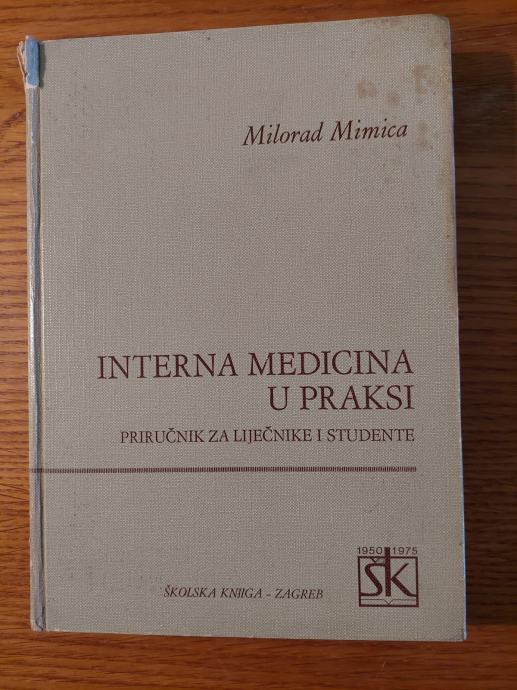 Milorad Mimica
INTERNA MEDICINA
U PRAKSI
PRIRUČNIK ZA LIJEČNIKE I STUDENTE
1950 1975
ŠK
ŠKOLSKA KNJIGA - ZAGREB